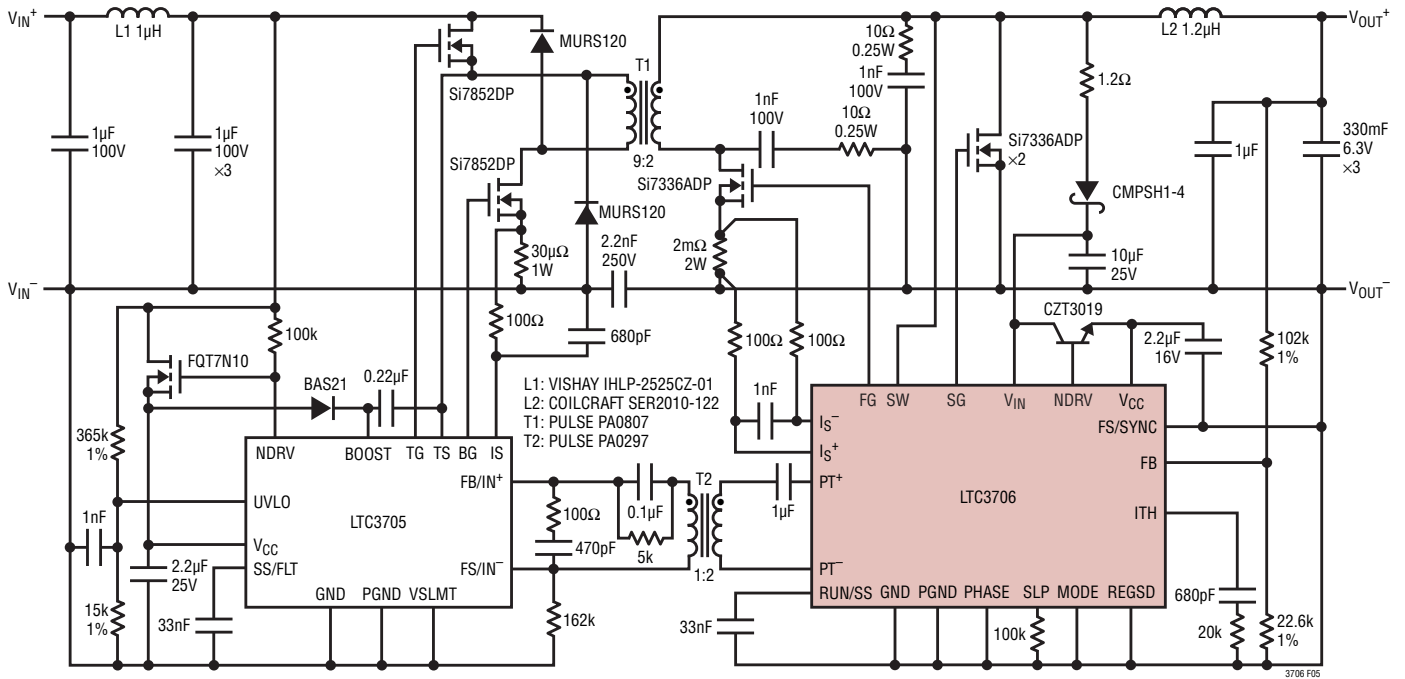 VIN+
L1 1µH
1µF
100V
1µF
100V
×3
VIN−
Si7852DP
MURS120
Si7852DP
30µΩ
1W
MURS120
2.2nF
250V
T1
9:2
1nF
100V
10Ω
0.25W
10Ω
0.25W
1nF
100V
Si7336ADP
2mΩ
2W
Si7336ADP
×2
1.2Ω
CMPSH1-4
10µF
25V
L2 1.2µH
1µF
330mF
6.3V
×3
VOUT+
VOUT−
100k
FQT7N10
BAS21
0.22µF
100Ω
680pF
L1: VISHAY IHLP-2525CZ-01
L2: COILCRAFT SER2010-122
T1: PULSE PA0807
T2: PULSE PA0297
100Ω
100Ω
1nF
CZT3019
2.2µF
16V
102k
1%
365k
1%
1nF
15k
1%
2.2µF
25V
33nF
NDRV
BOOST
TG
TS
BG
IS
UVLO
LTC3705
VCC
SS/FLT
GND
PGND
VSLMT
FB/IN+
FS/IN−
100Ω
470pF
0.1µF
5k
T2
1:2
1µF
162k
FG
SW
SG
VIN
NDRV
VCC
IS−
IS+
PT+
PT−
LTC3706
FS/SYNC
FB
ITH
RUN/SS
GND
PGND
PHASE
SLP
MODE
REGSD
33nF
100k
680pF
20k
22.6k
1%
3706 F05